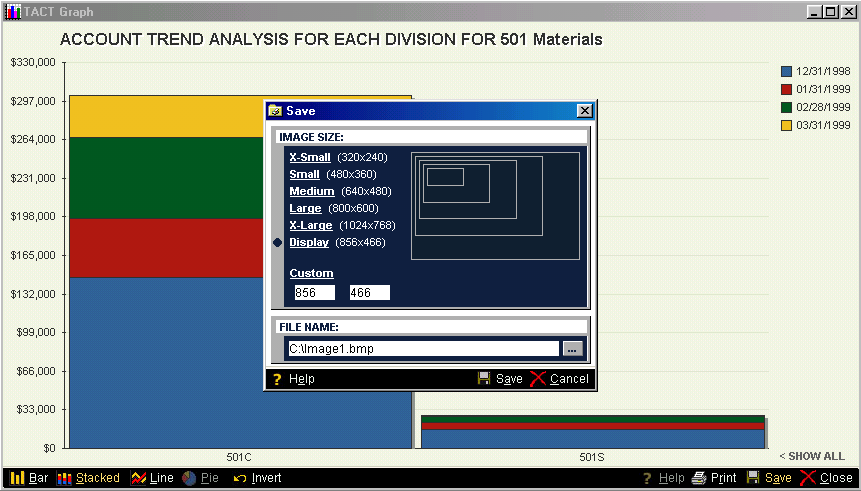 TACT Graph
ACCOUNT TREND ANALYSIS FOR EACH DIVISION FOR 501 Materials
$330,000
$297,000
$264,000
$231,000
$198,000
$165,000
$132,000
$99,000
$66,000
$33,000
$0
501C
501S
12/31/1998
01/31/1999
02/28/1999
03/31/1999
< SHOW ALL
Save
IMAGE SIZE:
X-Small (320x240)
Small (480x360)
Medium (640x480)
Large (800x600)
X-Large (1024x768)
Display (856x466)
Custom
856 466
FILE NAME:
C:\Image1.bmp ...
? Help Save Cancel
Bar Stacked Line Pie Invert ? Help Print Save Close